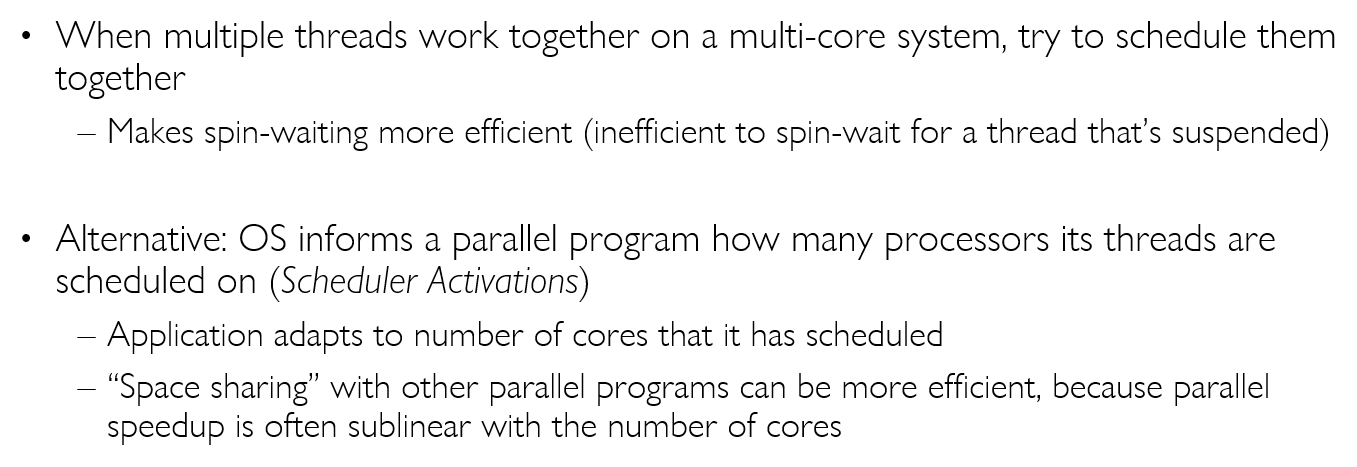 • When multiple threads work together on a multi-core system, try to schedule them
together
– Makes spin-waiting more efficient (inefficient to spin-wait for a thread that's suspended)
• Alternative: OS informs a parallel program how many processors its threads are
scheduled on (Scheduler Activations)
– Application adapts to number of cores that it has scheduled
– “Space sharing” with other parallel programs can be more efficient, because parallel
speedup is often sublinear with the number of cores